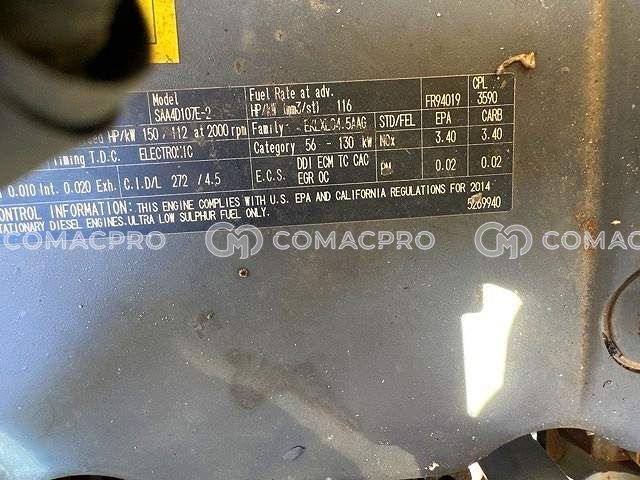 Model
SAA4D107E-2
Fuel Rate at adv.
HP/kW (mm3/st) 116
FR94019
CPL
3590
HP/kW 150 / 112 at 2000 rpm
Family
STD/FEL
EPA
CARB
Timing T.D.C. ELECTRONIC
Category 56 - 130 kW
NOx
3.40
3.40
0.010 Int. 0.020 Exh.
C.I.D/L 272 / 4.5
E.C.S.
DDI ECM TC CAC
EGR OC
PM
0.02
0.02
CONTROL INFORMATION: THIS ENGINE COMPLIES WITH U.S. EPA AND CALIFORNIA REGULATIONS FOR 2014
DIESEL ENGINES.ULTRA LOW SULPHUR FUEL ONLY.
5269940
COMACPRO
COMACPRO
COMACPRO